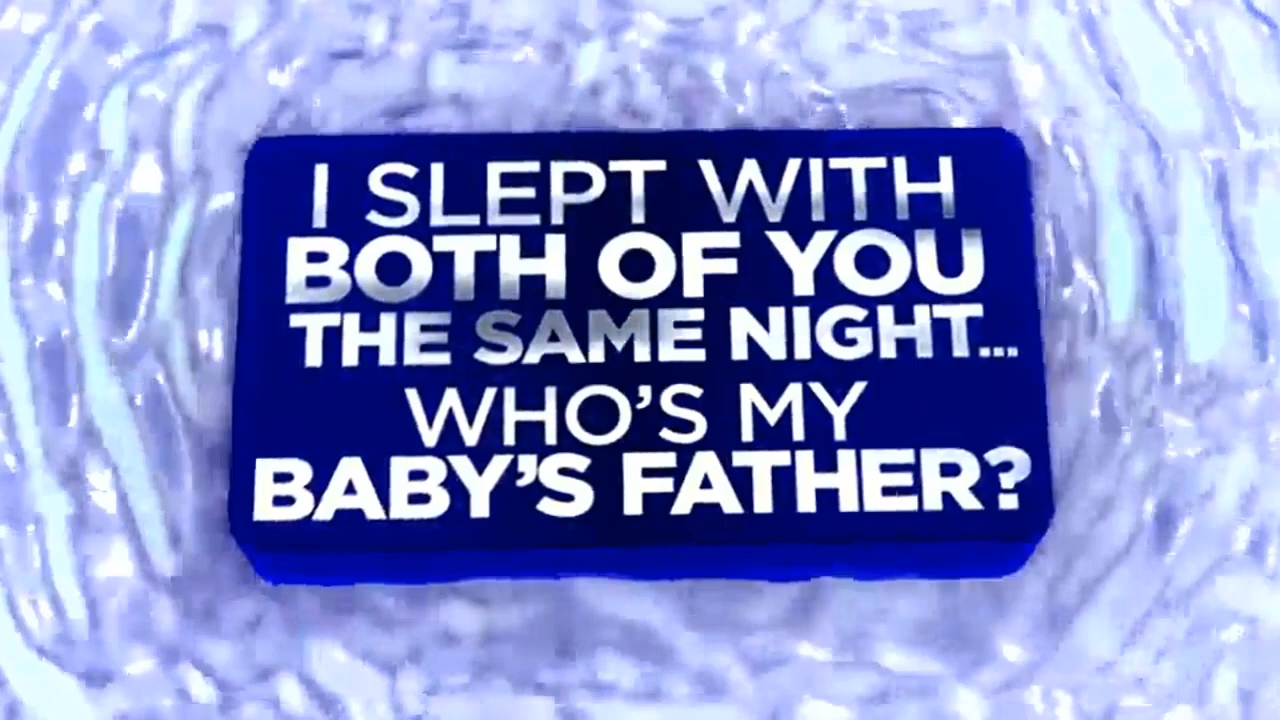 I SLEPT WITH
BOTH OF YOU
THE SAME NIGHT...
WHO'S MY
BABY'S FATHER?